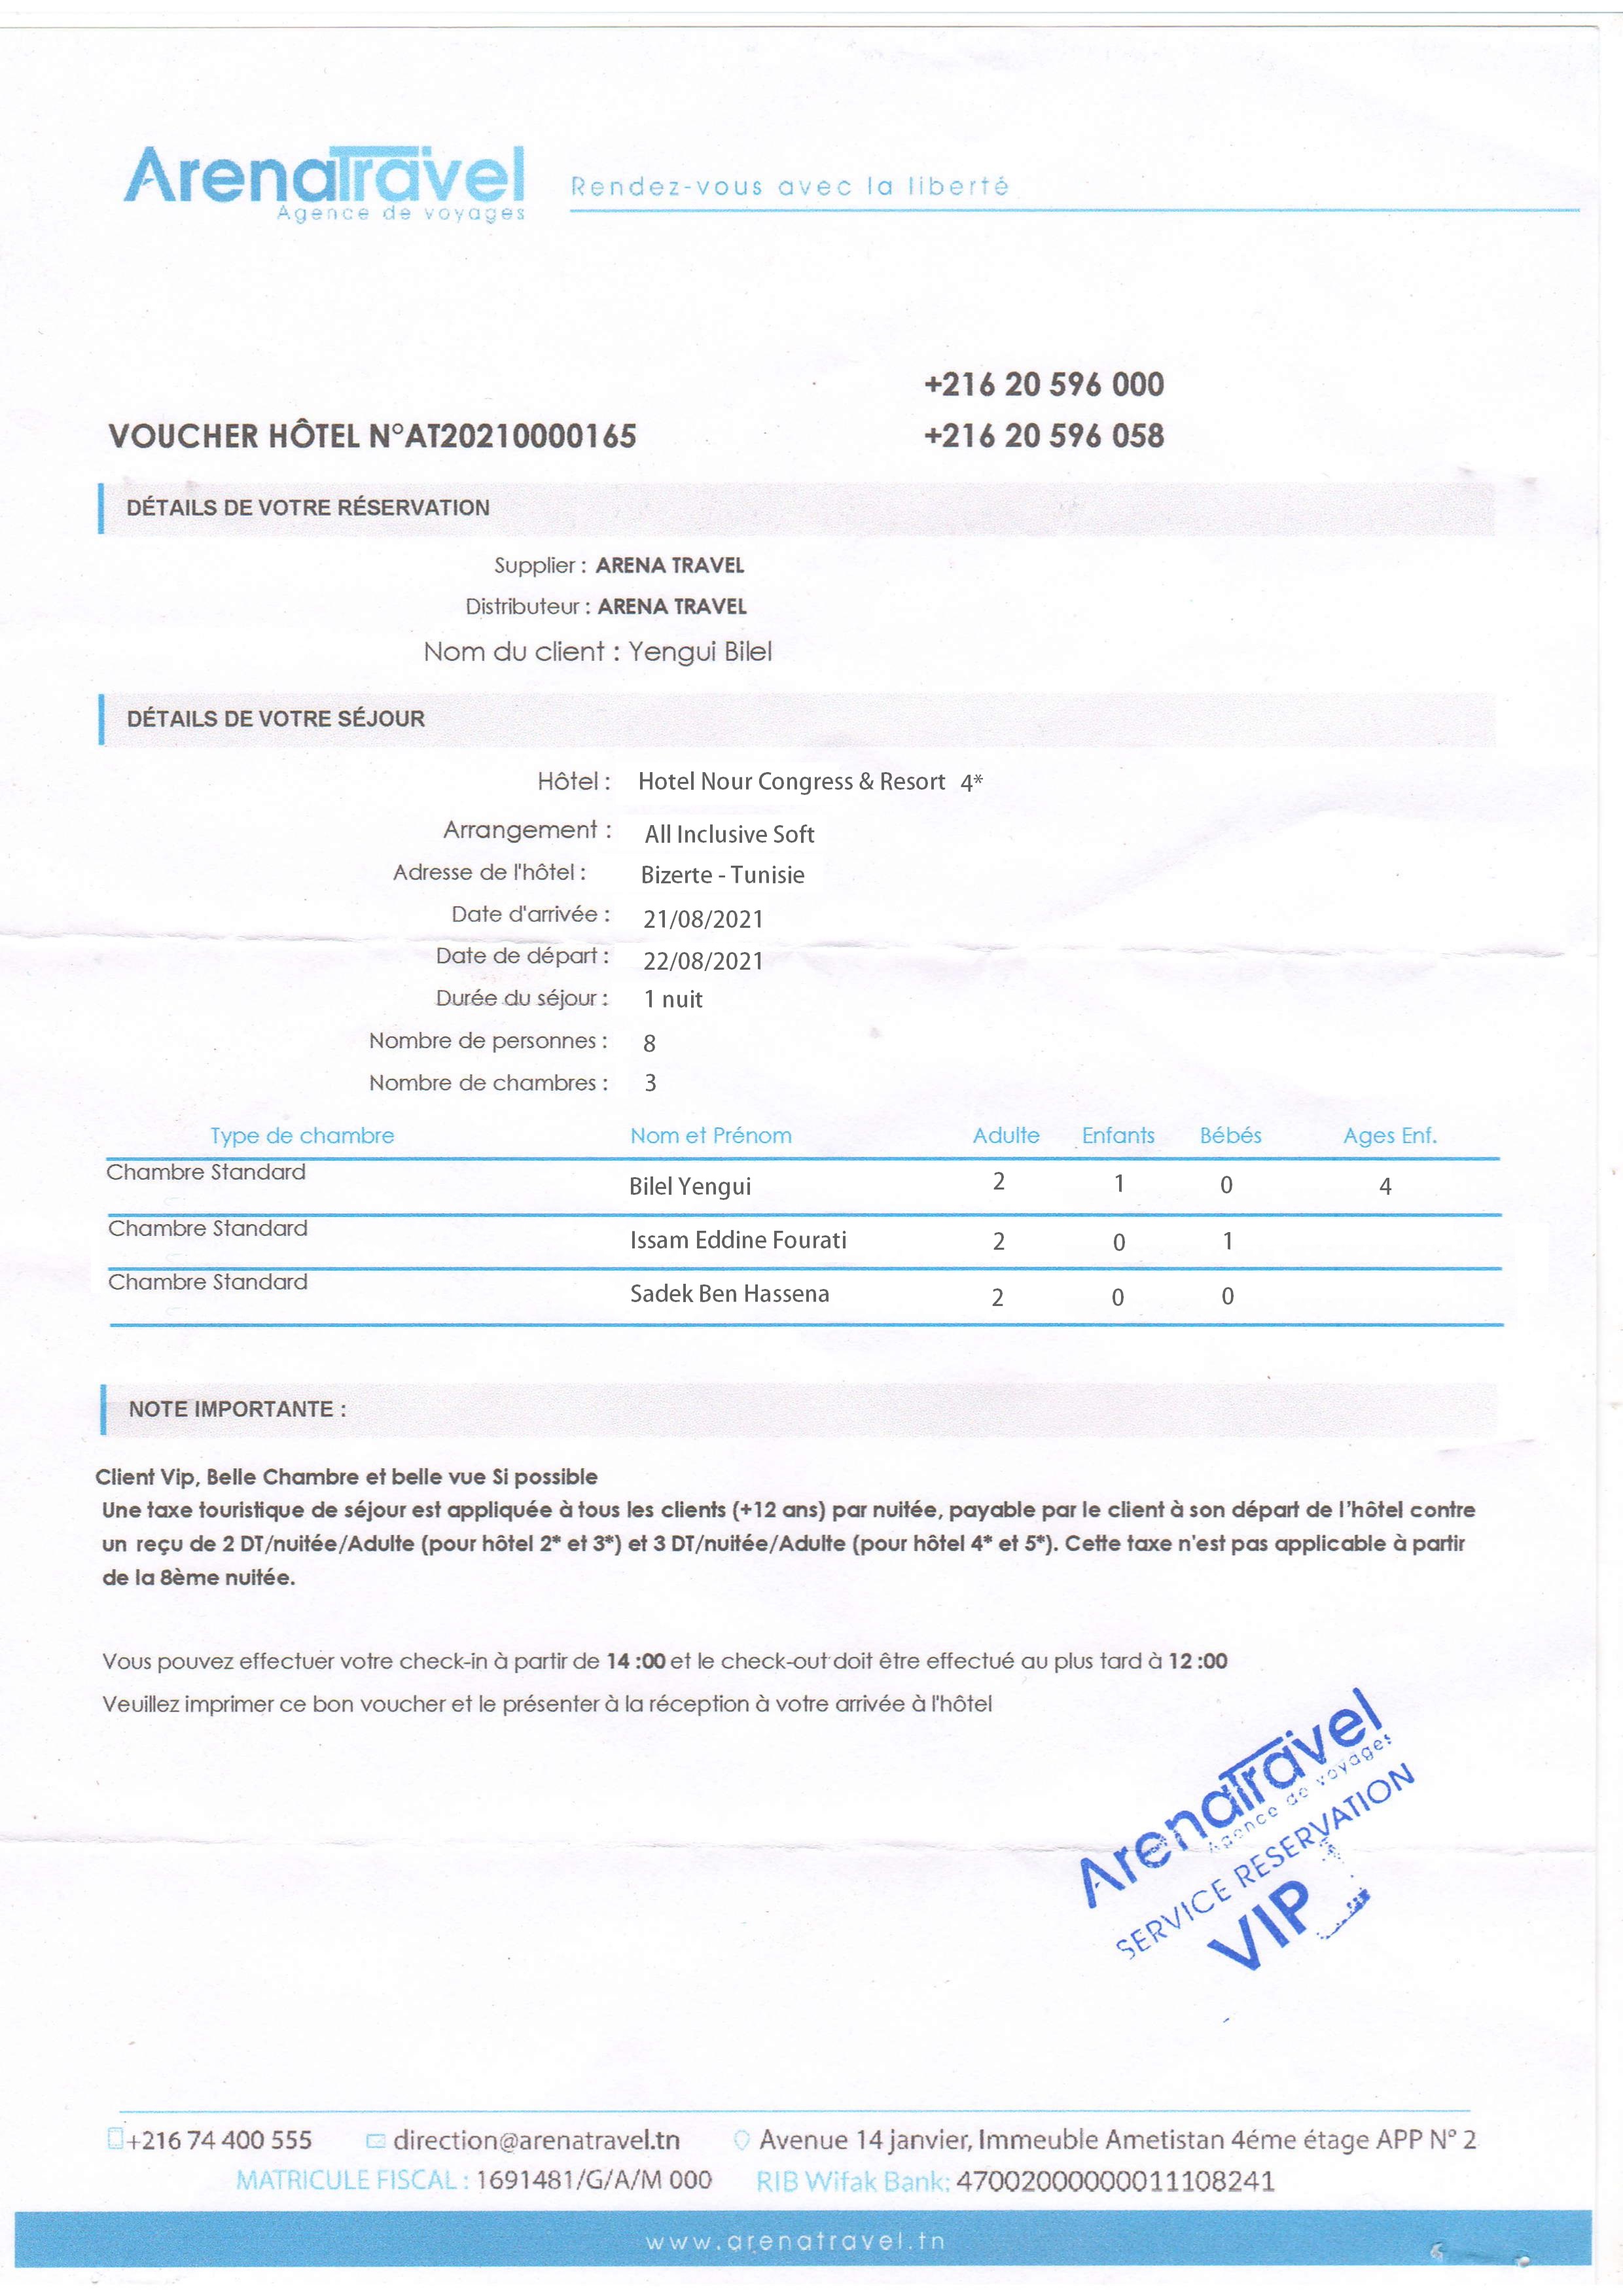 ArenaTravel
Agence de voyages
Rendez-vous avec la liberté
+216 20 596 000
VOUCHER HÔTEL N°AT20210000165
+216 20 596 058
DÉTAILS DE VOTRE RÉSERVATION
Supplier : ARENA TRAVEL
Distributeur : ARENA TRAVEL
Nom du client : Yengui Bilel
DÉTAILS DE VOTRE SÉJOUR
Hôtel : Hotel Nour Congress & Resort 4*
Arrangement : All Inclusive Soft
Adresse de l'hôtel : Bizerte - Tunisie
Date d'arrivée : 21/08/2021
Date de départ : 22/08/2021
Durée du séjour : 1 nuit
Nombre de personnes : 8
Nombre de chambres : 3
Type de chambre Nom et Prénom Adulte Enfants Bébés Ages Enf.
Chambre Standard Bilel Yengui 2 1 0 4
Chambre Standard Issam Eddine Fourati 2 0 1
Chambre Standard Sadek Ben Hassena 2 0 0
NOTE IMPORTANTE :
Client Vip, Belle Chambre et belle vue Si possible
Une taxe touristique de séjour est appliquée à tous les clients (+12 ans) par nuitée, payable par le client à son départ de l'hôtel contre
un reçu de 2 DT/nuitée/Adulte (pour hôtel 2* et 3*) et 3 DT/nuitée/Adulte (pour hôtel 4* et 5*). Cette taxe n'est pas applicable à partir
de la 8ème nuitée.
Vous pouvez effectuer votre check-in à partir de 14 :00 et le check-out doit être effectué au plus tard à 12 :00
Veuillez imprimer ce bon voucher et le présenter à la réception à votre arrivée à l'hôtel
ArenaTravel
Agence de voyages
SERVICE RESERVATION
VIP
+216 74 400 555 direction@arenatravel.tn Avenue 14 janvier, Immeuble Ametistan 4éme étage APP N° 2
MATRICULE FISCAL : 1691481/G/A/M 000 RIB Wifak Bank: 47002000000011108241
www.arenatravel.tn